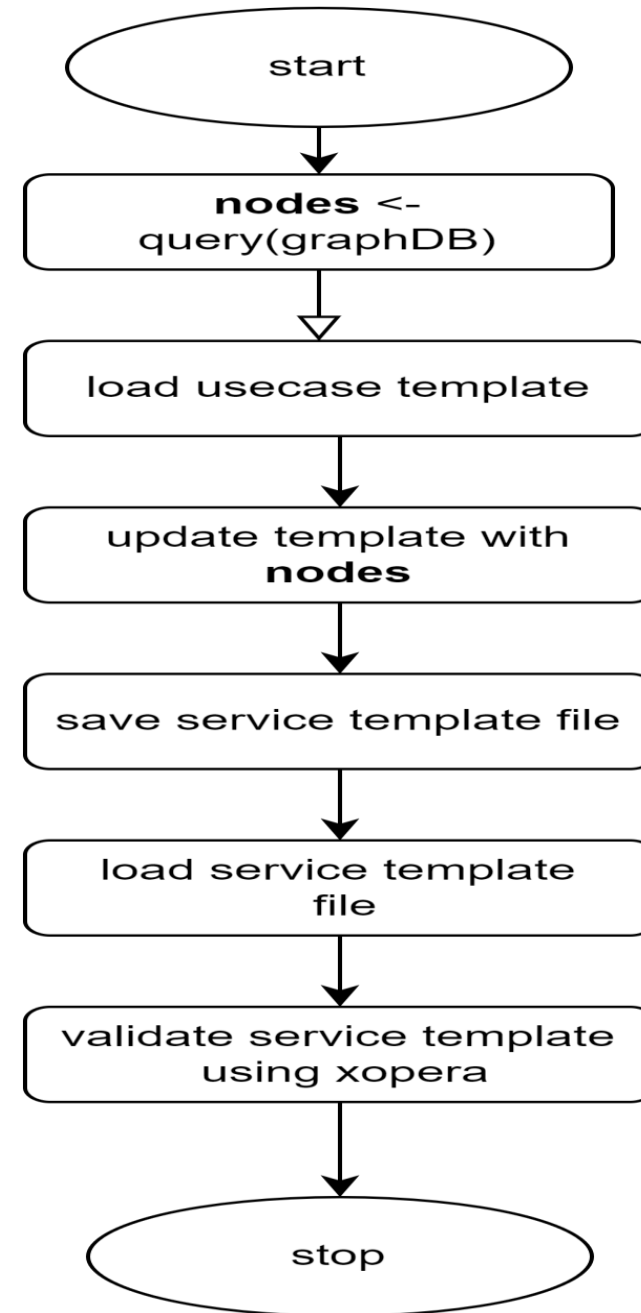 start
nodes <-
query(graphDB)
load usecase template
update template with
nodes
save service template file
load service template
file
validate service template
using xopera
stop